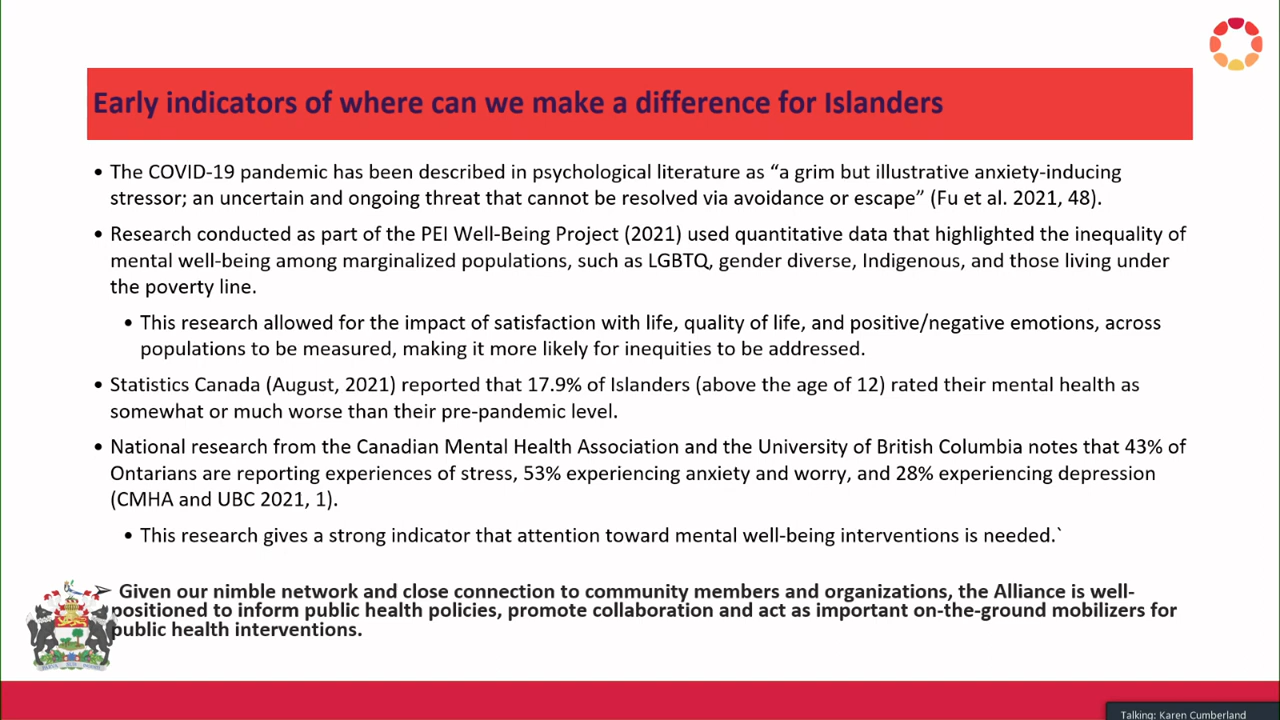 Early indicators of where can we make a difference for Islanders
• The COVID-19 pandemic has been described in psychological literature as “a grim but illustrative anxiety-inducing
stressor; an uncertain and ongoing threat that cannot be resolved via avoidance or escape” (Fu et al. 2021, 48).
• Research conducted as part of the PEI Well-Being Project (2021) used quantitative data that highlighted the inequality of
mental well-being among marginalized populations, such as LGBTQ, gender diverse, Indigenous, and those living under
the poverty line.
• This research allowed for the impact of satisfaction with life, quality of life, and positive/negative emotions, across
populations to be measured, making it more likely for inequities to be addressed.
• Statistics Canada (August, 2021) reported that 17.9% of Islanders (above the age of 12) rated their mental health as
somewhat or much worse than their pre-pandemic level.
• National research from the Canadian Mental Health Association and the University of British Columbia notes that 43% of
Ontarians are reporting experiences of stress, 53% experiencing anxiety and worry, and 28% experiencing depression
(CMHA and UBC 2021, 1).
• This research gives a strong indicator that attention toward mental well-being interventions is needed.`
➢ Given our nimble network and close connection to community members and organizations, the Alliance is well-
positioned to inform public health policies, promote collaboration and act as important on-the-ground mobilizers for
public health interventions.
Talking: Karen Cumberland